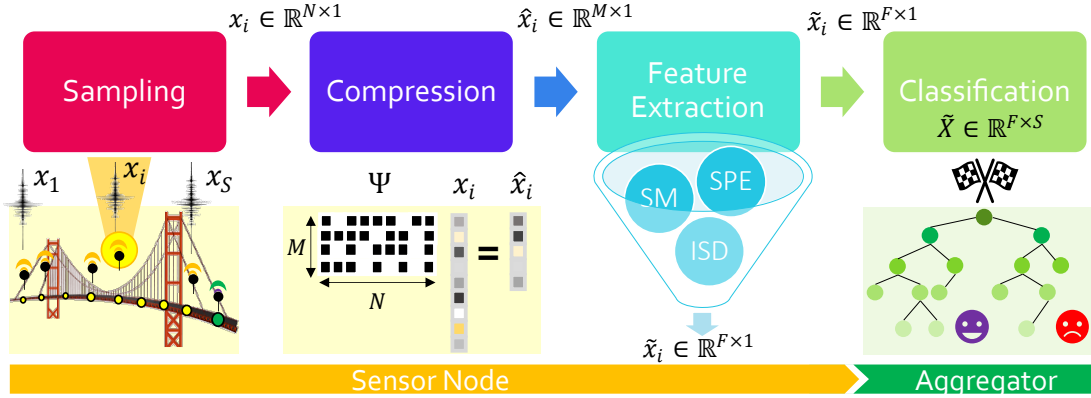 x_i ∈ ℝ^{N×1}
x̂_i ∈ ℝ^{M×1}
x̃_i ∈ ℝ^{F×1}
Sampling
Compression
Feature
Extraction
Classification
X̃ ∈ ℝ^{F×S}
x_1
x_i
x_S
Ψ
x_i
x̂_i
M
=
N
SM
SPE
ISD
x̃_i ∈ ℝ^{F×1}
Sensor Node
Aggregator